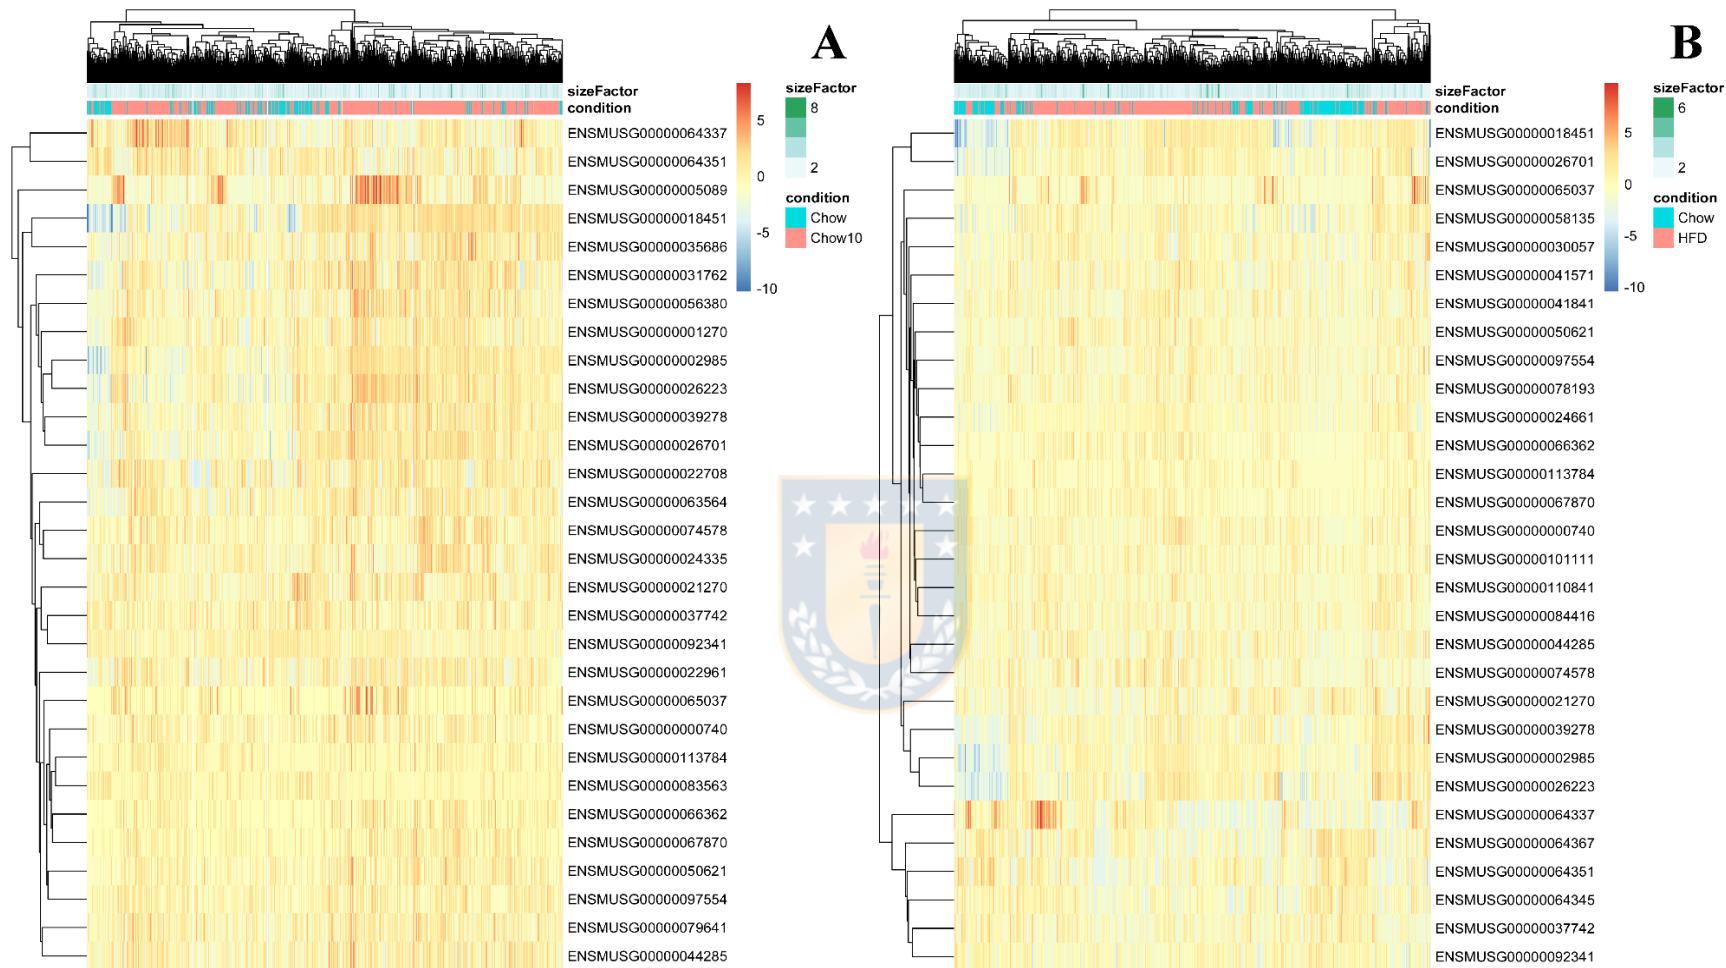 A
sizeFactor
condition
5
0
-5
-10
sizeFactor
8
2
condition
Chow
Chow10
ENSMUSG00000064337
ENSMUSG00000064351
ENSMUSG00000005089
ENSMUSG00000018451
ENSMUSG00000035686
ENSMUSG00000031762
ENSMUSG00000056380
ENSMUSG00000001270
ENSMUSG00000002985
ENSMUSG00000026223
ENSMUSG00000039278
ENSMUSG00000026701
ENSMUSG00000022708
ENSMUSG00000063564
ENSMUSG00000074578
ENSMUSG00000024335
ENSMUSG00000021270
ENSMUSG00000037742
ENSMUSG00000092341
ENSMUSG00000022961
ENSMUSG00000065037
ENSMUSG00000000740
ENSMUSG00000113784
ENSMUSG00000083563
ENSMUSG00000066362
ENSMUSG00000067870
ENSMUSG00000050621
ENSMUSG00000097554
ENSMUSG00000079641
ENSMUSG00000044285
B
sizeFactor
condition
5
0
-5
-10
sizeFactor
6
2
condition
Chow
HFD
ENSMUSG00000018451
ENSMUSG00000026701
ENSMUSG00000065037
ENSMUSG00000058135
ENSMUSG00000030057
ENSMUSG00000041571
ENSMUSG00000041841
ENSMUSG00000050621
ENSMUSG00000097554
ENSMUSG00000078193
ENSMUSG00000024661
ENSMUSG00000066362
ENSMUSG00000113784
ENSMUSG00000067870
ENSMUSG00000000740
ENSMUSG00000101111
ENSMUSG00000110841
ENSMUSG00000084416
ENSMUSG00000044285
ENSMUSG00000074578
ENSMUSG00000021270
ENSMUSG00000039278
ENSMUSG00000002985
ENSMUSG00000026223
ENSMUSG00000064337
ENSMUSG00000064367
ENSMUSG00000064351
ENSMUSG00000064345
ENSMUSG00000037742
ENSMUSG00000092341